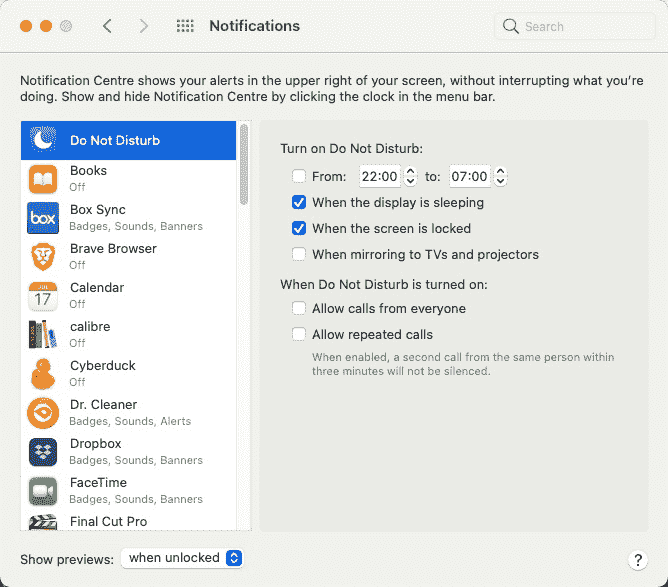 Notifications
Search
Notification Centre shows your alerts in the upper right of your screen, without interrupting what you're
doing. Show and hide Notification Centre by clicking the clock in the menu bar.
Do Not Disturb
Books
Off
box
Box Sync
Badges, Sounds, Banners
Brave Browser
Off
JUL
17
Calendar
Off
calibre
Off
Cyberduck
Off
Dr. Cleaner
Badges, Sounds, Alerts
Dropbox
Badges, Sounds, Banners
FaceTime
Badges, Sounds, Banners
Final Cut Pro
Turn on Do Not Disturb:
From: 22:00 to: 07:00
When the display is sleeping
When the screen is locked
When mirroring to TVs and projectors
When Do Not Disturb is turned on:
Allow calls from everyone
Allow repeated calls
When enabled, a second call from the same person within
three minutes will not be silenced.
Show previews: when unlocked
?